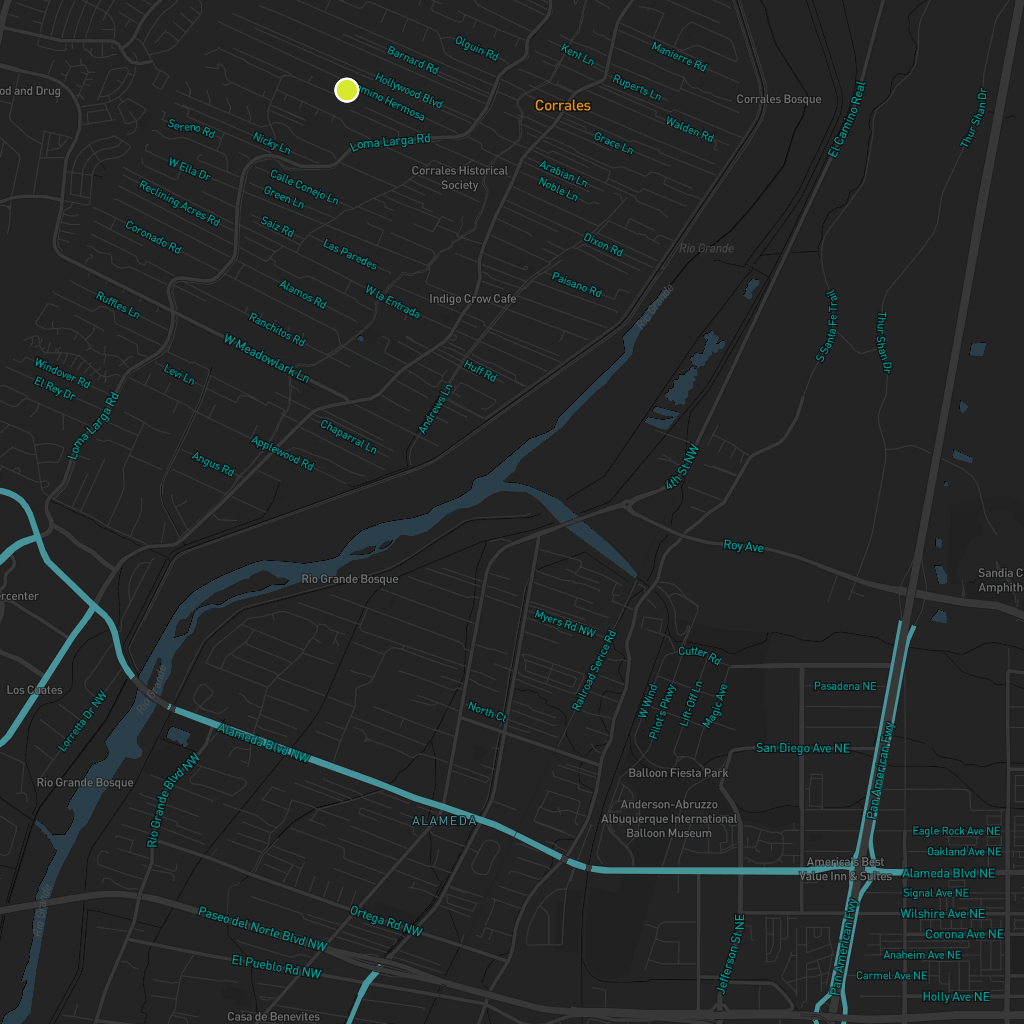 Olguin Rd
Kent Ln
Manierre Rd
Barnard Rd
ood and Drug
Hollywood Blvd
mino Hermosa
Ruperts Ln
Corrales
Corrales Bosque
El Camino Real
Thur Shan Dr
Sereno Rd
Nicky Ln
Loma Larga Rd
Walden Rd
Grace Ln
W Ella Dr
Corrales Historical
Society
Arabian Ln
Noble Ln
Calle Conejo Ln
Green Ln
Reclining Acres Rd
Saiz Rd
Coronado Rd
Las Paredes
Dixon Rd
Rio Grande
Paisano Rd
Alamos Rd
W la Entrada
Indigo Crow Cafe
Rio Grande
Ruffles Ln
Ranchitos Rd
W Meadowlark Ln
S Santa Fe Trail
Thur Shan Dr
Windover Rd
El Rey Dr
Levi Ln
Huff Rd
Andrews Ln
Loma Larga Rd
Chaparral Ln
Applewood Rd
Angus Rd
4th St NW
Roy Ave
Rio Grande Bosque
Sandia C
Amphithe
ercenter
Myers Rd NW
Railroad Serice Rd
Cutter Rd
Los Cuates
Rio Grande
Lorretta Dr NW
North Ct
W Wind
Pilot's Pkwy
Lift-Off Ln
Magic Ave
Pasadena NE
Alameda Blvd NW
San Diego Ave NE
Pan American Fwy
Rio Grande Bosque
Rio Grande Blvd NW
Balloon Fiesta Park
Anderson-Abruzzo
Albuquerque International
Balloon Museum
ALAMEDA
Eagle Rock Ave NE
Oakland Ave NE
America's Best
Value Inn & Suites
Alameda Blvd NE
Signal Ave NE
Rio Grande
Wilshire Ave NE
Paseo del Norte Blvd NW
Ortega Rd NW
Corona Ave NE
Jefferson St NE
Pan American Fwy
Anaheim Ave NE
El Pueblo Rd NW
Carmel Ave NE
Holly Ave NE
Casa de Benevites